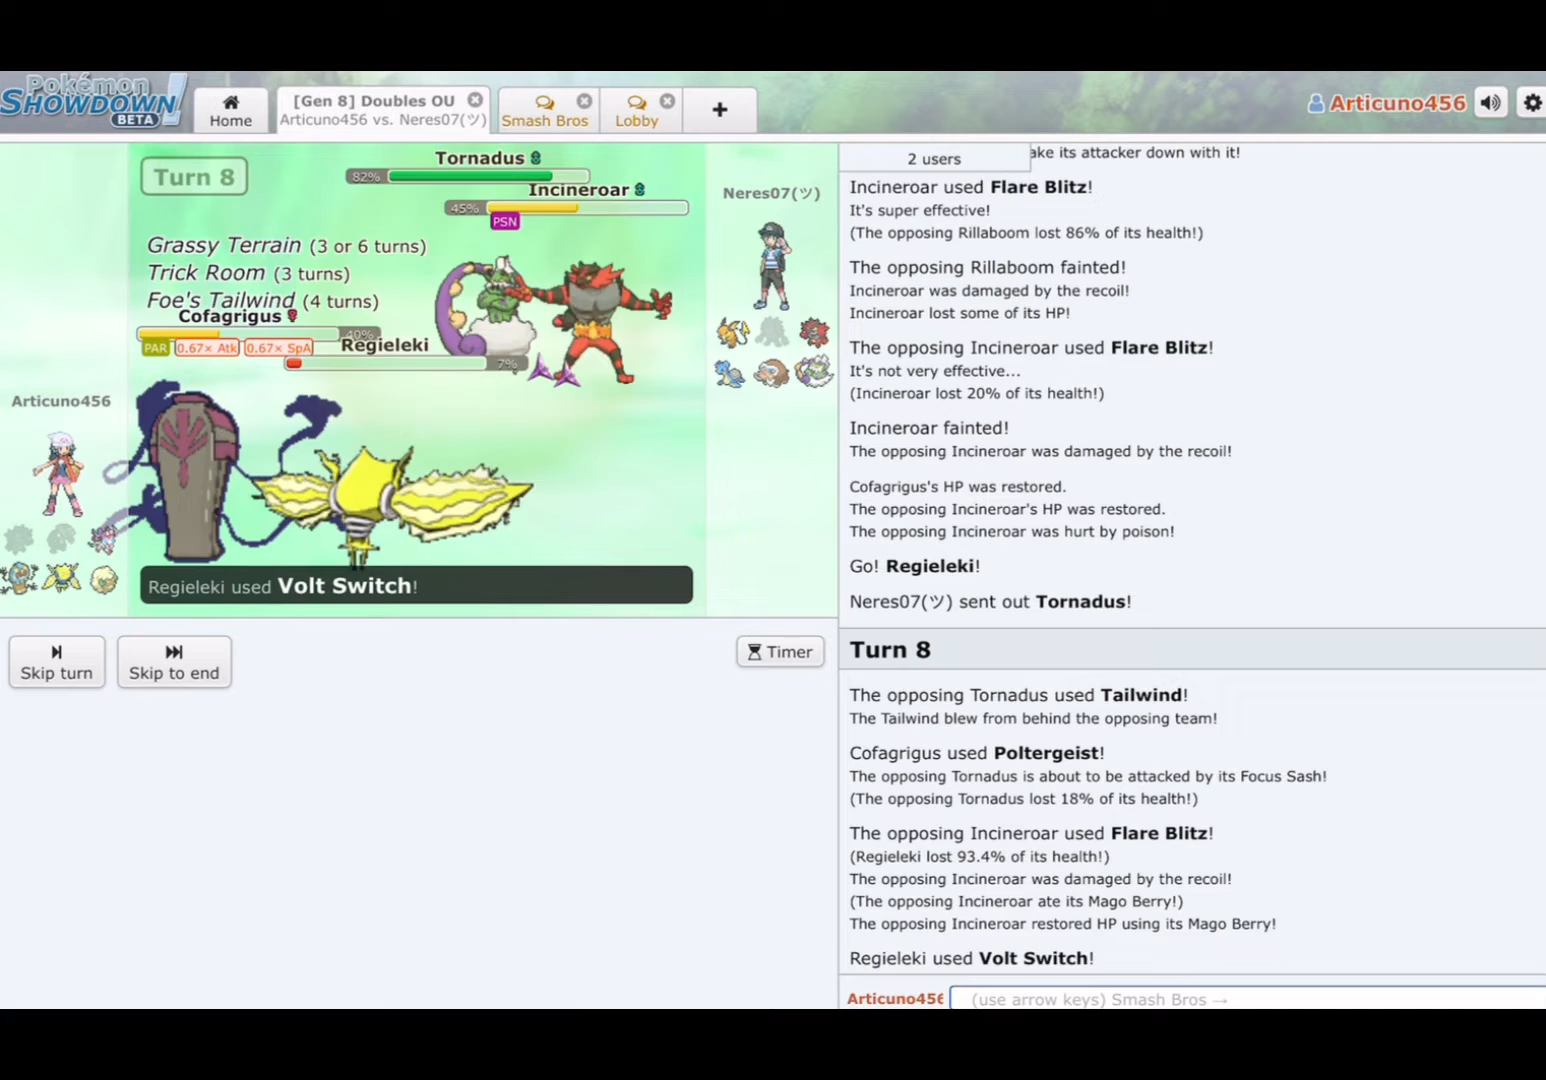 Pokémon
SHOWDOWN!
BETA
Home
[Gen 8] Doubles OU
Articuno456 vs. Neres07(ツ)
Smash Bros
Lobby
+
Articuno456
Turn 8
Tornadus
82%
Incineroar
45%
PSN
Grassy Terrain (3 or 6 turns)
Trick Room (3 turns)
Foe's Tailwind (4 turns)
Cofagrigus
40%
PAR 0.67× Atk 0.67× SpA
Regieleki
7%
Neres07(ツ)
Articuno456
Regieleki used Volt Switch!
Skip turn
Skip to end
Timer
2 users
ake its attacker down with it!
Incineroar used Flare Blitz!
It's super effective!
(The opposing Rillaboom lost 86% of its health!)
The opposing Rillaboom fainted!
Incineroar was damaged by the recoil!
Incineroar lost some of its HP!
The opposing Incineroar used Flare Blitz!
It's not very effective...
(Incineroar lost 20% of its health!)
Incineroar fainted!
The opposing Incineroar was damaged by the recoil!
Cofagrigus's HP was restored.
The opposing Incineroar's HP was restored.
The opposing Incineroar was hurt by poison!
Go! Regieleki!
Neres07(ツ) sent out Tornadus!
Turn 8
The opposing Tornadus used Tailwind!
The Tailwind blew from behind the opposing team!
Cofagrigus used Poltergeist!
The opposing Tornadus is about to be attacked by its Focus Sash!
(The opposing Tornadus lost 18% of its health!)
The opposing Incineroar used Flare Blitz!
(Regieleki lost 93.4% of its health!)
The opposing Incineroar was damaged by the recoil!
(The opposing Incineroar ate its Mago Berry!)
The opposing Incineroar restored HP using its Mago Berry!
Regieleki used Volt Switch!
Articuno456
(use arrow keys) Smash Bros →